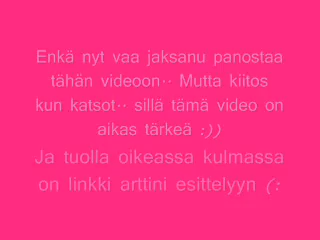 Enkä nyt vaa jaksanu panostaa
tähän videoon·· Mutta kiitos
kun katsot·· sillä tämä video on
aikas tärkeä :))
Ja tuolla oikeassa kulmassa
on linkki arttini esittelyyn (: